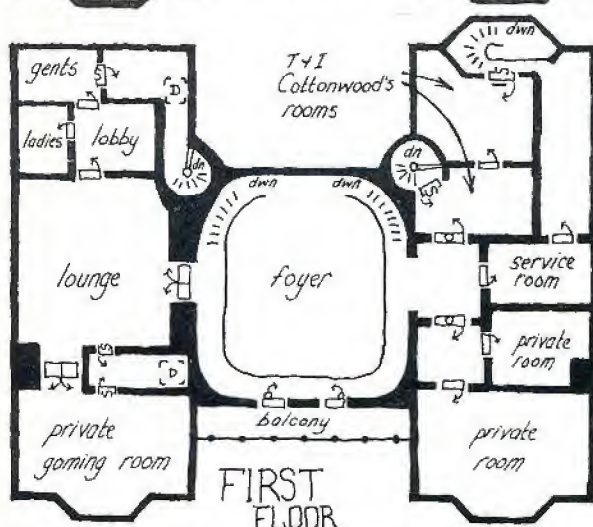 gents
S
D
dwn
T+I
Cottonwood's
rooms
S
ladies
lobby
dn
dn
S
dwn
dwn
lounge
foyer
service
room
S
D
S
private
room
balcony
private
gaming room
private
room
FIRST
FLOOR